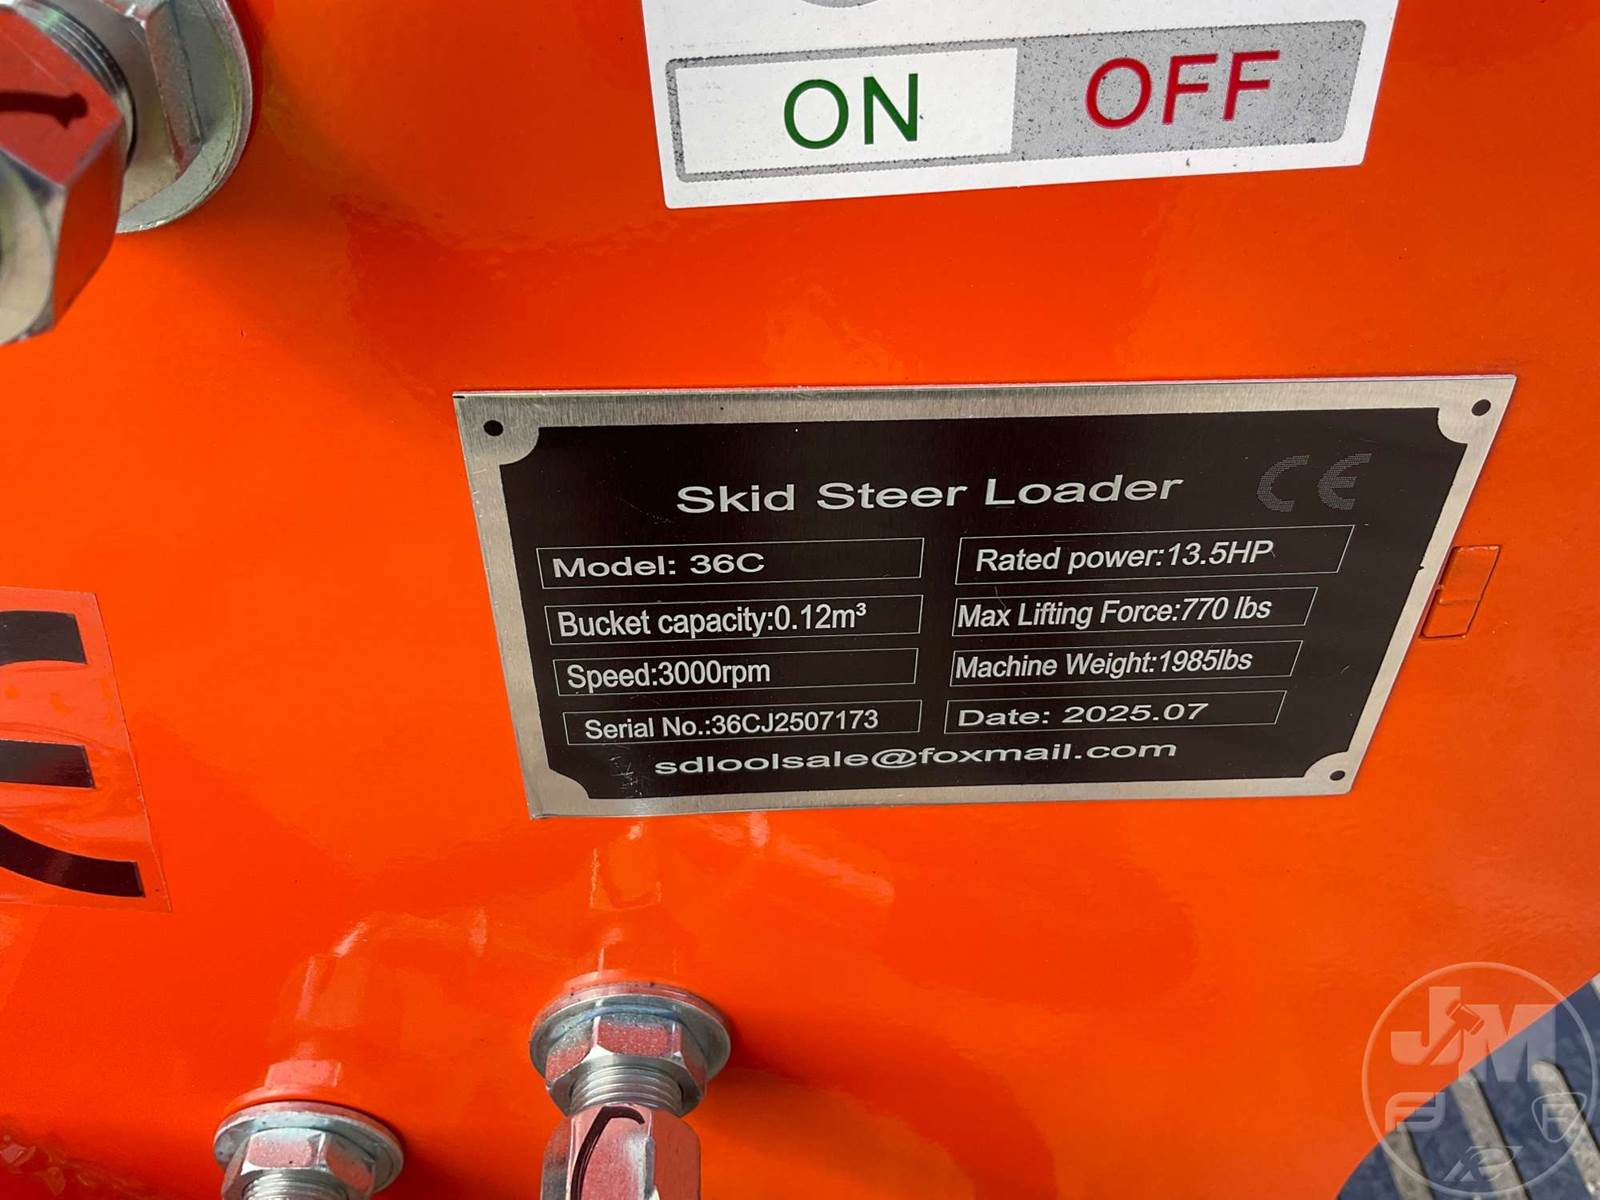 ON OFF
Skid Steer Loader CE
Model: 36C
Rated power:13.5HP
Bucket capacity:0.12m³
Max Lifting Force:770 lbs
Speed:3000rpm
Machine Weight:1985lbs
Serial No.:36CJ2507173
Date: 2025.07
sdloolsale@foxmail.com
JM